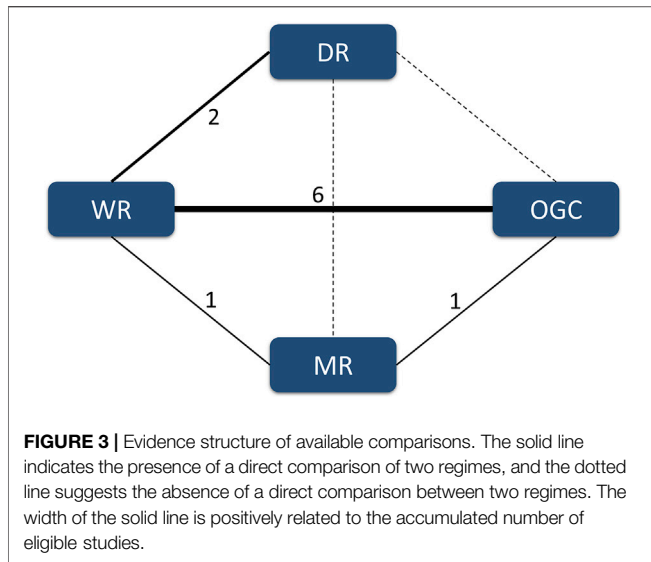 DR
2
WR
6
OGC
1
1
MR
FIGURE 3 | Evidence structure of available comparisons. The solid line
indicates the presence of a direct comparison of two regimes, and the dotted
line suggests the absence of a direct comparison between two regimes. The
width of the solid line is positively related to the accumulated number of
eligible studies.